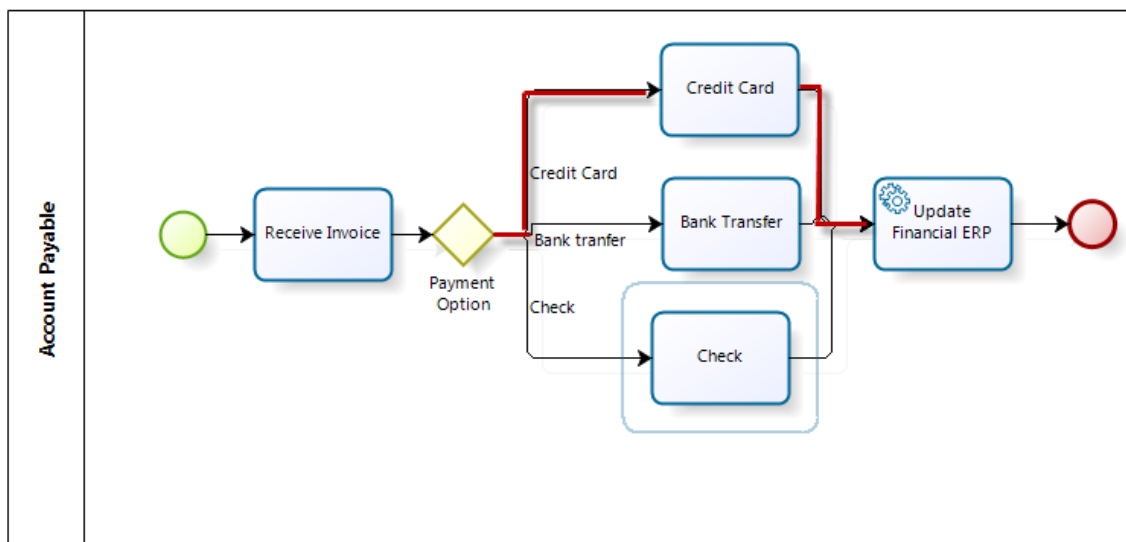 Account Payable
Receive Invoice
Payment
Option
Credit Card
Bank tranfer
Check
Credit Card
Bank Transfer
Check
Update
Financial ERP